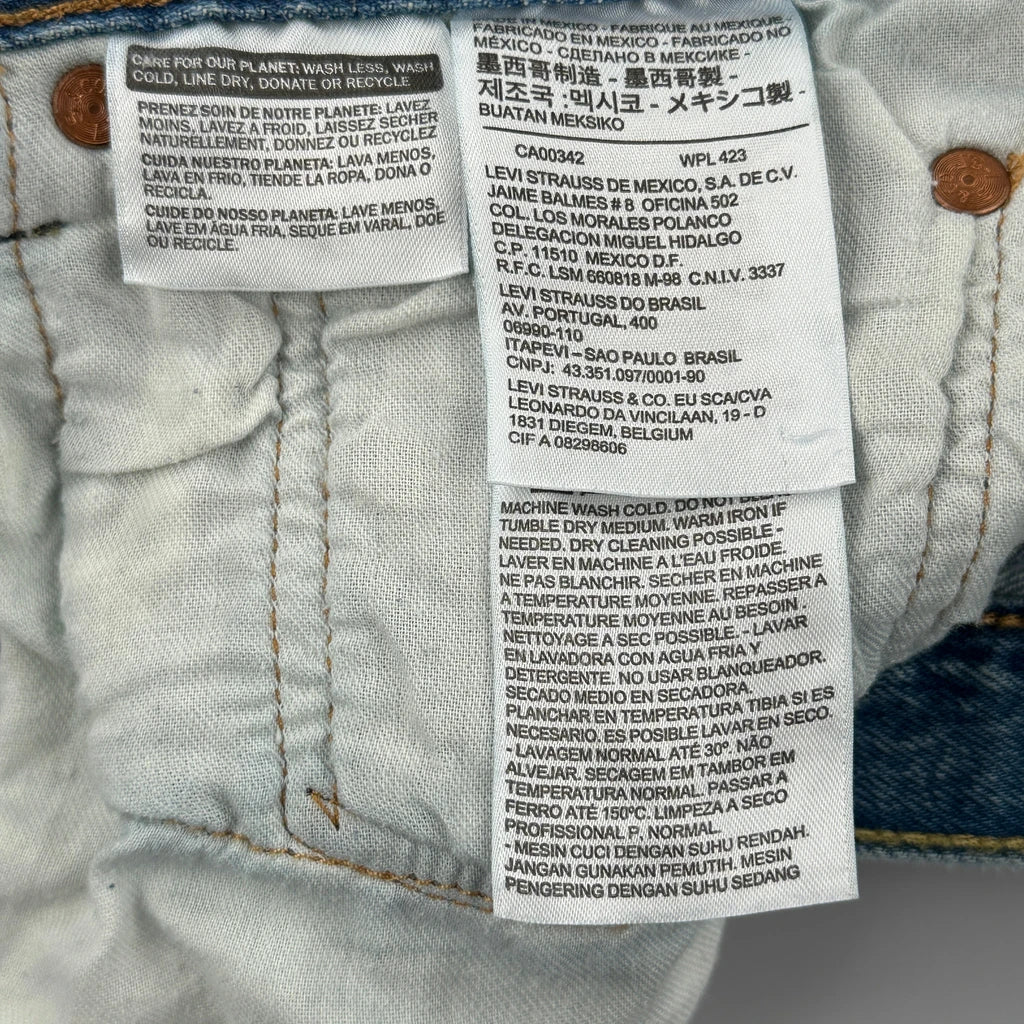 CARE FOR OUR PLANET: WASH LESS, WASH
COLD, LINE DRY, DONATE OR RECYCLE
PRENEZ SOIN DE NOTRE PLANETE: LAVEZ
MOINS, LAVEZ A FROID, LAISSEZ SECHER
NATURELLEMENT, DONNEZ OU RECYCLEZ
CUIDA NUESTRO PLANETA: LAVA MENOS,
LAVA EN FRIO, TIENDE LA ROPA, DONA O
RECICLA.
CUIDE DO NOSSO PLANETA: LAVE MENOS,
LAVE EM ÁGUA FRIA, SEQUE EM VARAL, DOE
OU RECICLE.
MADE IN MEXICO - FABRIQUE AU MEXIQUE -
FABRICADO EN MEXICO - FABRICADO NO
MÉXICO - СДЕЛАНО В МЕКСИКЕ -
墨西哥制造 - 墨西哥製 -
제조국 :멕시코 - メキシコ製 -
BUATAN MEKSIKO
CA00342 WPL 423
LEVI STRAUSS DE MEXICO, S.A. DE C.V.
JAIME BALMES # 8 OFICINA 502
COL. LOS MORALES POLANCO
DELEGACION MIGUEL HIDALGO
C.P. 11510 MEXICO D.F.
R.F.C. LSM 660818 M-98 C.N.I.V. 3337
LEVI STRAUSS DO BRASIL
AV. PORTUGAL, 400
06990-110
ITAPEVI – SAO PAULO BRASIL
CNPJ: 43.351.097/0001-90
LEVI STRAUSS & CO. EU SCA/CVA
LEONARDO DA VINCILAAN, 19 - D
1831 DIEGEM, BELGIUM
CIF A 08298606
MACHINE WASH COLD. DO NOT
TUMBLE DRY MEDIUM. WARM IRON IF
NEEDED. DRY CLEANING POSSIBLE -
LAVER EN MACHINE A L'EAU FROIDE.
NE PAS BLANCHIR. SECHER EN MACHINE
A TEMPERATURE MOYENNE. REPASSER A
TEMPERATURE MOYENNE AU BESOIN .
NETTOYAGE A SEC POSSIBLE. - LAVAR
EN LAVADORA CON AGUA FRIA Y
DETERGENTE. NO USAR BLANQUEADOR.
SECADO MEDIO EN SECADORA.
PLANCHAR EN TEMPERATURA TIBIA SI ES
NECESARIO. ES POSIBLE LAVAR EN SECO.
- LAVAGEM NORMAL ATÉ 30º. NÃO
ALVEJAR. SECAGEM EM TAMBOR EM
TEMPERATURA NORMAL. PASSAR A
FERRO ATÉ 150ºC. LIMPEZA A SECO
PROFISSIONAL P, NORMAL.
- MESIN CUCI DENGAN SUHU RENDAH.
JANGAN GUNAKAN PEMUTIH. MESIN
PENGERING DENGAN SUHU SEDANG